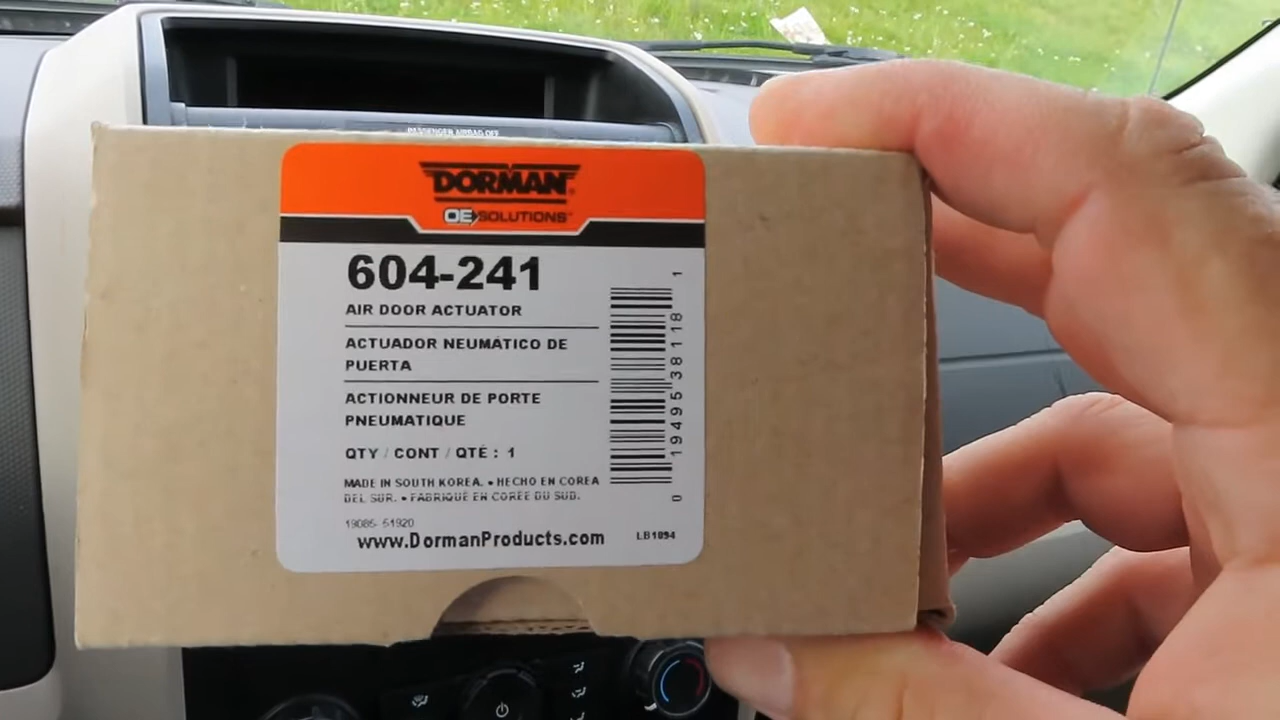 PASSENGER AIRBAG OFF
DORMAN®
OE SOLUTIONS™
604-241
AIR DOOR ACTUATOR
ACTUADOR NEUMÁTICO DE
PUERTA
ACTIONNEUR DE PORTE
PNEUMATIQUE
QTY / CONT / QTÉ : 1
MADE IN SOUTH KOREA. • HECHO EN COREA
DEL SUR. • FABRIQUÉ EN CORÉE DU SUD.
19085- 51920
www.DormanProducts.com
LB1094
0 19495 38118 1